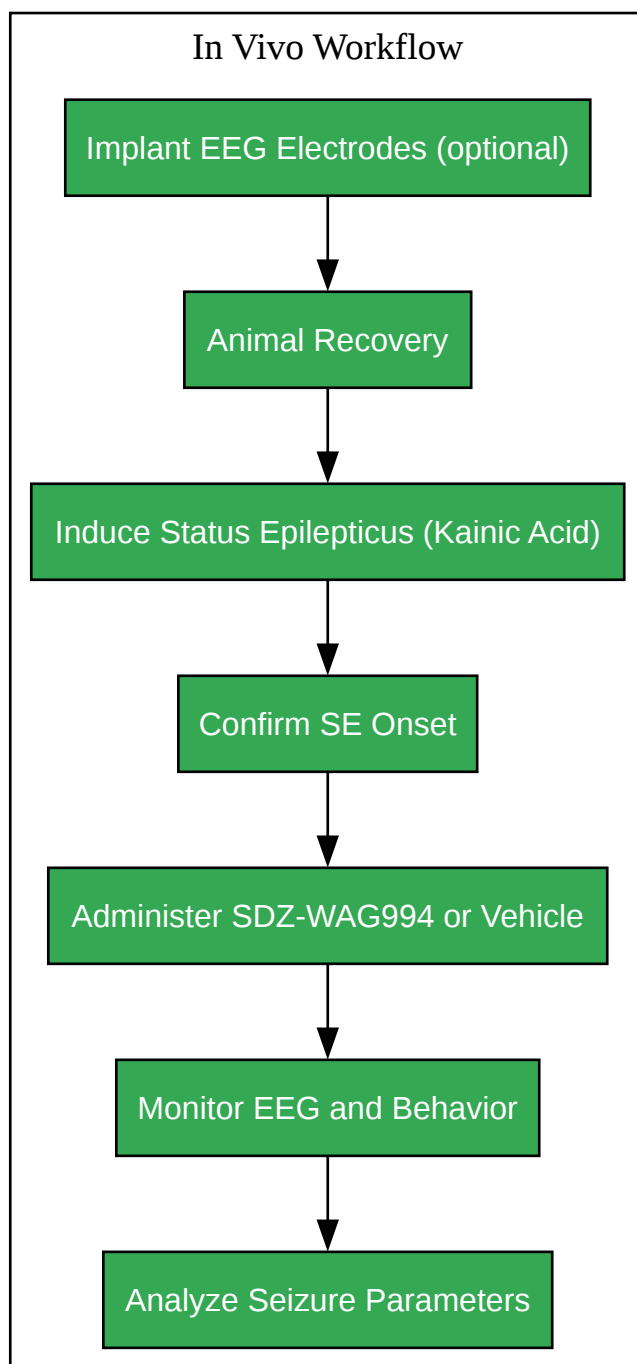 In Vivo Workflow
Implant EEG Electrodes (optional)
Animal Recovery
Induce Status Epilepticus (Kainic Acid)
Confirm SE Onset
Administer SDZ-WAG994 or Vehicle
Monitor EEG and Behavior
Analyze Seizure Parameters